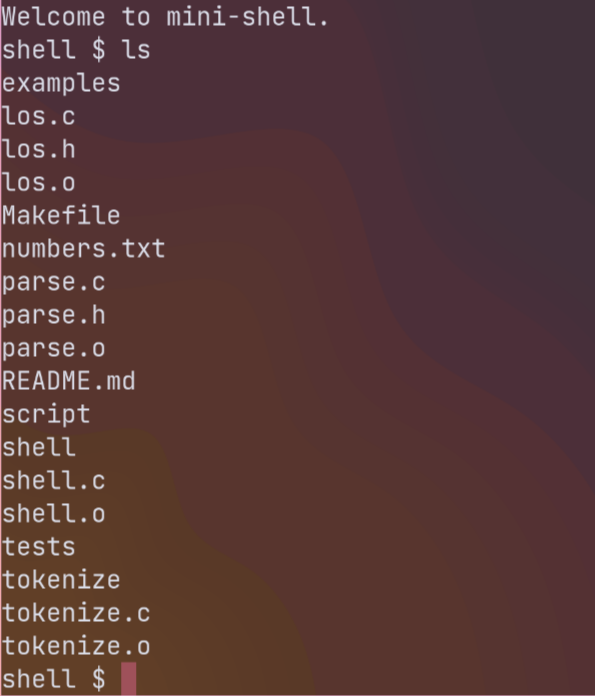 Welcome to mini-shell.
shell $ ls
examples
los.c
los.h
los.o
Makefile
numbers.txt
parse.c
parse.h
parse.o
README.md
script
shell
shell.c
shell.o
tests
tokenize
tokenize.c
tokenize.o
shell $